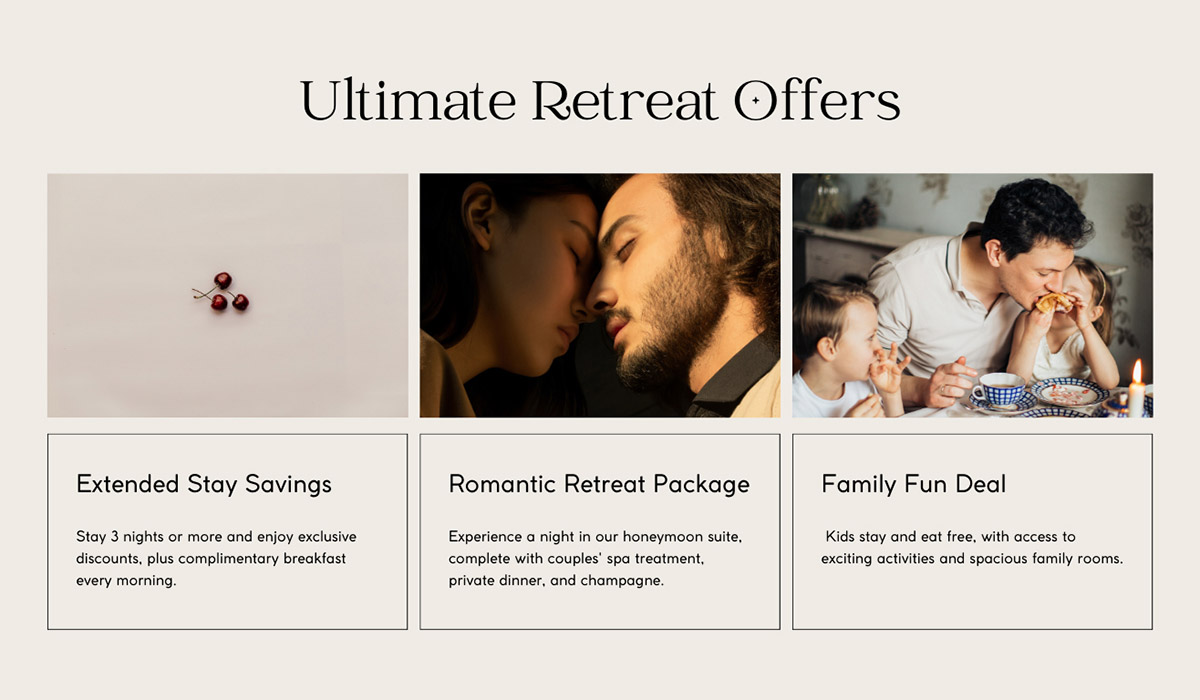 Ultimate Retreat Offers
Extended Stay Savings
Stay 3 nights or more and enjoy exclusive
discounts, plus complimentary breakfast
every morning.
Romantic Retreat Package
Experience a night in our honeymoon suite,
complete with couples' spa treatment,
private dinner, and champagne.
Family Fun Deal
Kids stay and eat free, with access to
exciting activities and spacious family rooms.